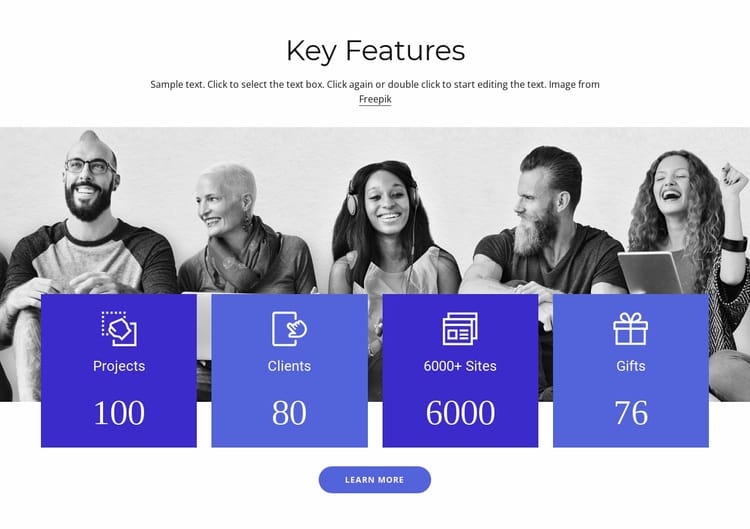 Key Features
Sample text. Click to select the text box. Click again or double click to start editing the text. Image from
Freepik
Projects
100
Clients
80
6000+ Sites
6000
Gifts
76
LEARN MORE